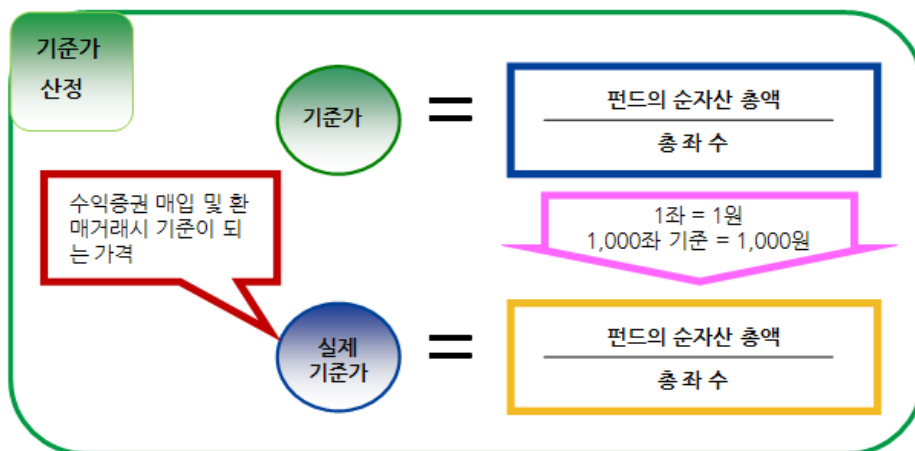 기준가
산정
기준가
=
펀드의 순자산 총액
총 좌 수
수익증권 매입 및 환
매거래시 기준이 되
는 가격
1좌 = 1원
1,000좌 기준 = 1,000원
실제
기준가
=
펀드의 순자산 총액
총 좌 수